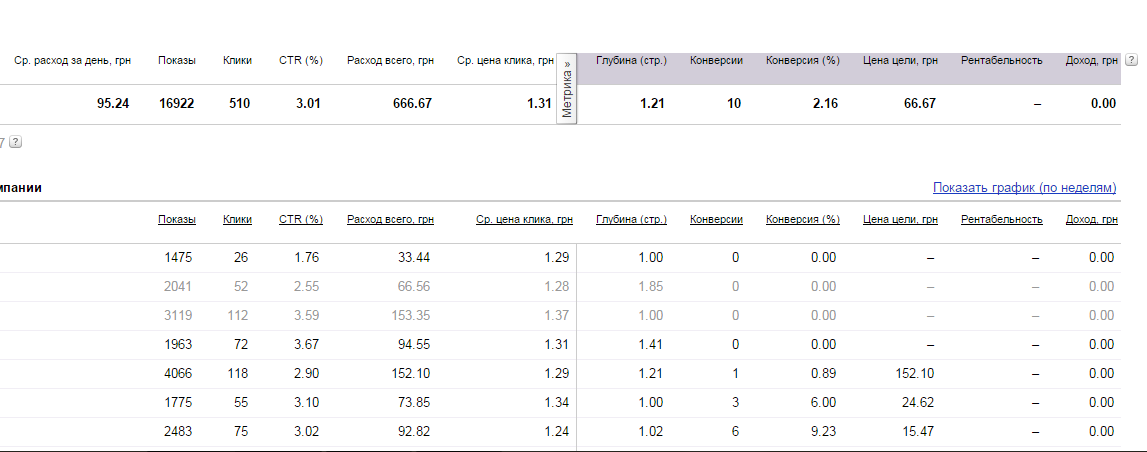 Ср. расход за день, грн Показы Клики CTR (%) Расход всего, грн Ср. цена клика, грн Метрика » Глубина (стр.) Конверсии Конверсия (%) Цена цели, грн Рентабельность Доход, грн ?
95.24 16922 510 3.01 666.67 1.31 1.21 10 2.16 66.67 – 0.00
7 ?
мпании Показать график (по неделям)
Показы Клики CTR (%) Расход всего, грн Ср. цена клика, грн Глубина (стр.) Конверсии Конверсия (%) Цена цели, грн Рентабельность Доход, грн
1475 26 1.76 33.44 1.29 1.00 0 0.00 – – 0.00
2041 52 2.55 66.56 1.28 1.85 0 0.00 – – 0.00
3119 112 3.59 153.35 1.37 1.00 0 0.00 – – 0.00
1963 72 3.67 94.55 1.31 1.41 0 0.00 – – 0.00
4066 118 2.90 152.10 1.29 1.21 1 0.89 152.10 – 0.00
1775 55 3.10 73.85 1.34 1.00 3 6.00 24.62 – 0.00
2483 75 3.02 92.82 1.24 1.02 6 9.23 15.47 – 0.00